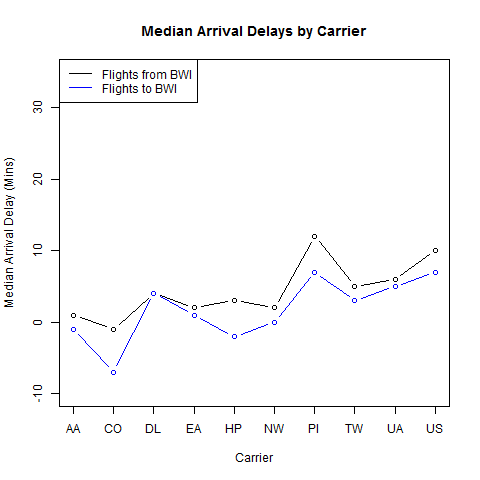 Median Arrival Delays by Carrier
Flights from BWI
Flights to BWI
Median Arrival Delay (Mins)
30
20
10
0
-10
AA CO DL EA HP NW PI TW UA US
Carrier